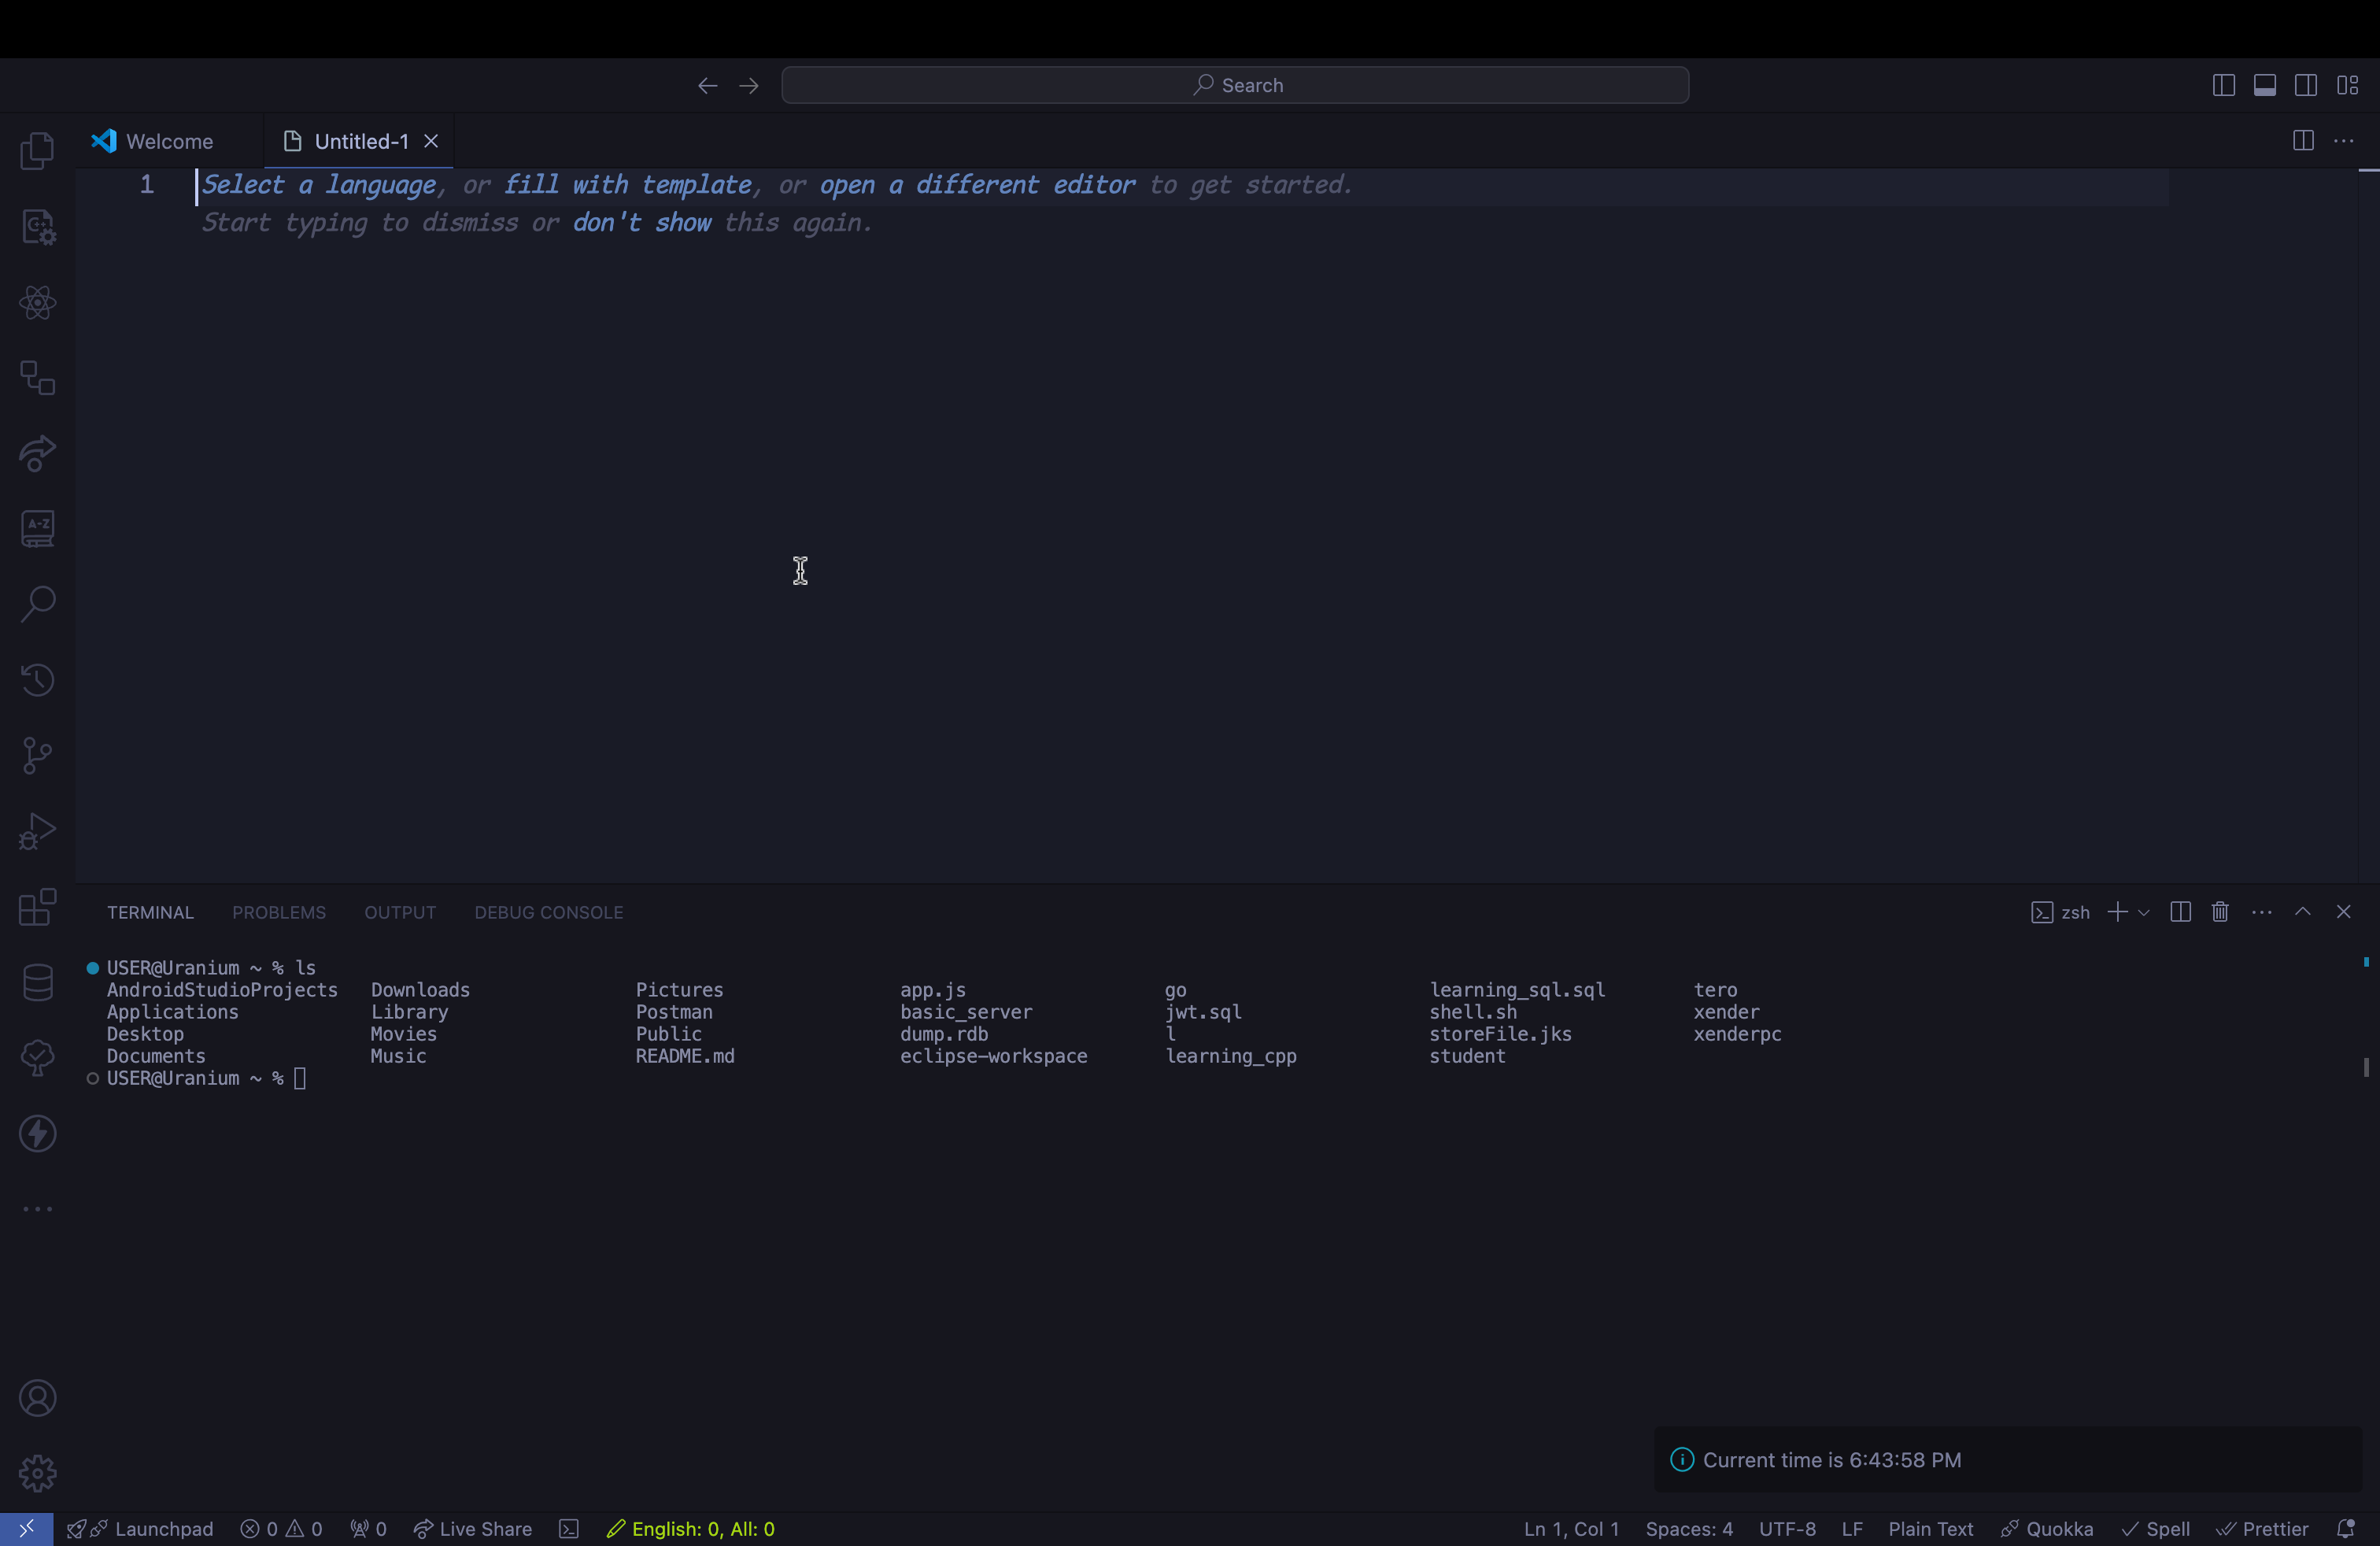 Search
Welcome
Untitled-1
1
Select a language, or fill with template, or open a different editor to get started.
Start typing to dismiss or don't show this again.
A-Z
TERMINAL PROBLEMS OUTPUT DEBUG CONSOLE
zsh
USER@Uranium ~ % ls
AndroidStudioProjects Downloads Pictures app.js go learning_sql.sql tero
Applications Library Postman basic_server jwt.sql shell.sh xender
Desktop Movies Public dump.rdb l storeFile.jks xenderpc
Documents Music README.md eclipse-workspace learning_cpp student
USER@Uranium ~ %
Current time is 6:43:58 PM
Launchpad 0 0 0 Live Share English: 0, All: 0 Ln 1, Col 1 Spaces: 4 UTF-8 LF Plain Text Quokka Spell Prettier